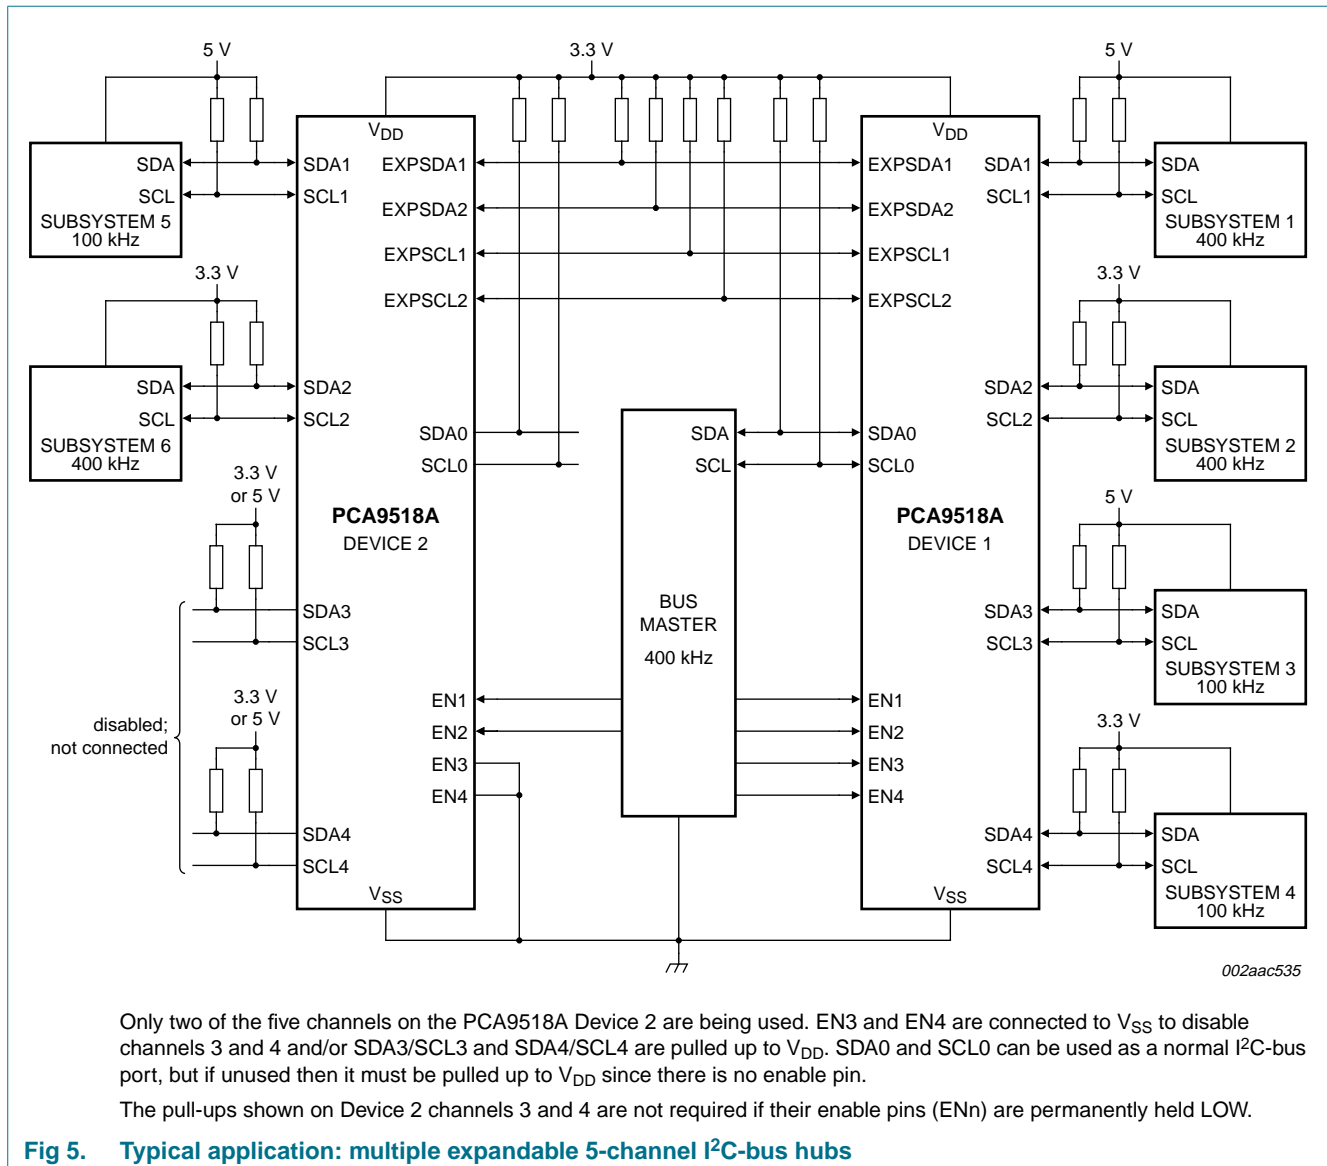 5 V
3.3 V
5 V
VDD
VDD
SDA
SDA1
EXPSDA1
EXPSDA1
SDA1
SDA
SCL
SCL1
EXPSDA2
EXPSDA2
SCL1
SCL
SUBSYSTEM 5
100 kHz
SUBSYSTEM 1
400 kHz
EXPSCL1
EXPSCL1
3.3 V
EXPSCL2
EXPSCL2
3.3 V
SDA
SDA2
SDA2
SDA
SCL
SCL2
SCL2
SCL
SUBSYSTEM 6
400 kHz
SUBSYSTEM 2
400 kHz
SDA0
SDA
SDA0
SCL0
SCL
SCL0
3.3 V
or 5 V
5 V
PCA9518A
DEVICE 2
PCA9518A
DEVICE 1
BUS
MASTER
400 kHz
SDA3
SDA3
SDA
SCL3
SCL3
SCL
SUBSYSTEM 3
100 kHz
3.3 V
or 5 V
EN1
EN1
3.3 V
disabled;
not connected
EN2
EN2
EN3
EN3
EN4
EN4
SDA4
SDA4
SDA
SCL4
SCL4
SCL
SUBSYSTEM 4
100 kHz
VSS
VSS
002aac535
Only two of the five channels on the PCA9518A Device 2 are being used. EN3 and EN4 are connected to VSS to disable
channels 3 and 4 and/or SDA3/SCL3 and SDA4/SCL4 are pulled up to VDD. SDA0 and SCL0 can be used as a normal I²C-bus
port, but if unused then it must be pulled up to VDD since there is no enable pin.
The pull-ups shown on Device 2 channels 3 and 4 are not required if their enable pins (ENn) are permanently held LOW.
Fig 5. Typical application: multiple expandable 5-channel I²C-bus hubs